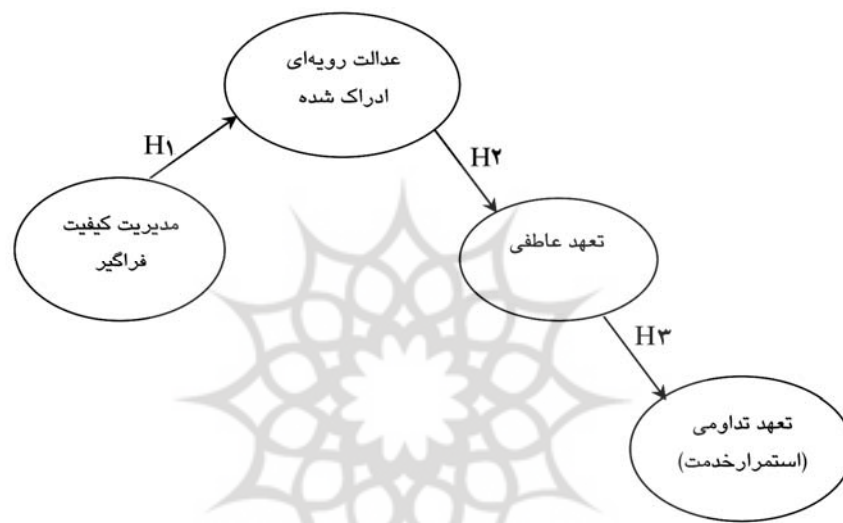 عدالت رویه‌ای
ادراک شده
H۱
H۲
مدیریت کیفیت
فراگیر
تعهد عاطفی
H۳
تعهد تداومی
(استمرارخدمت)